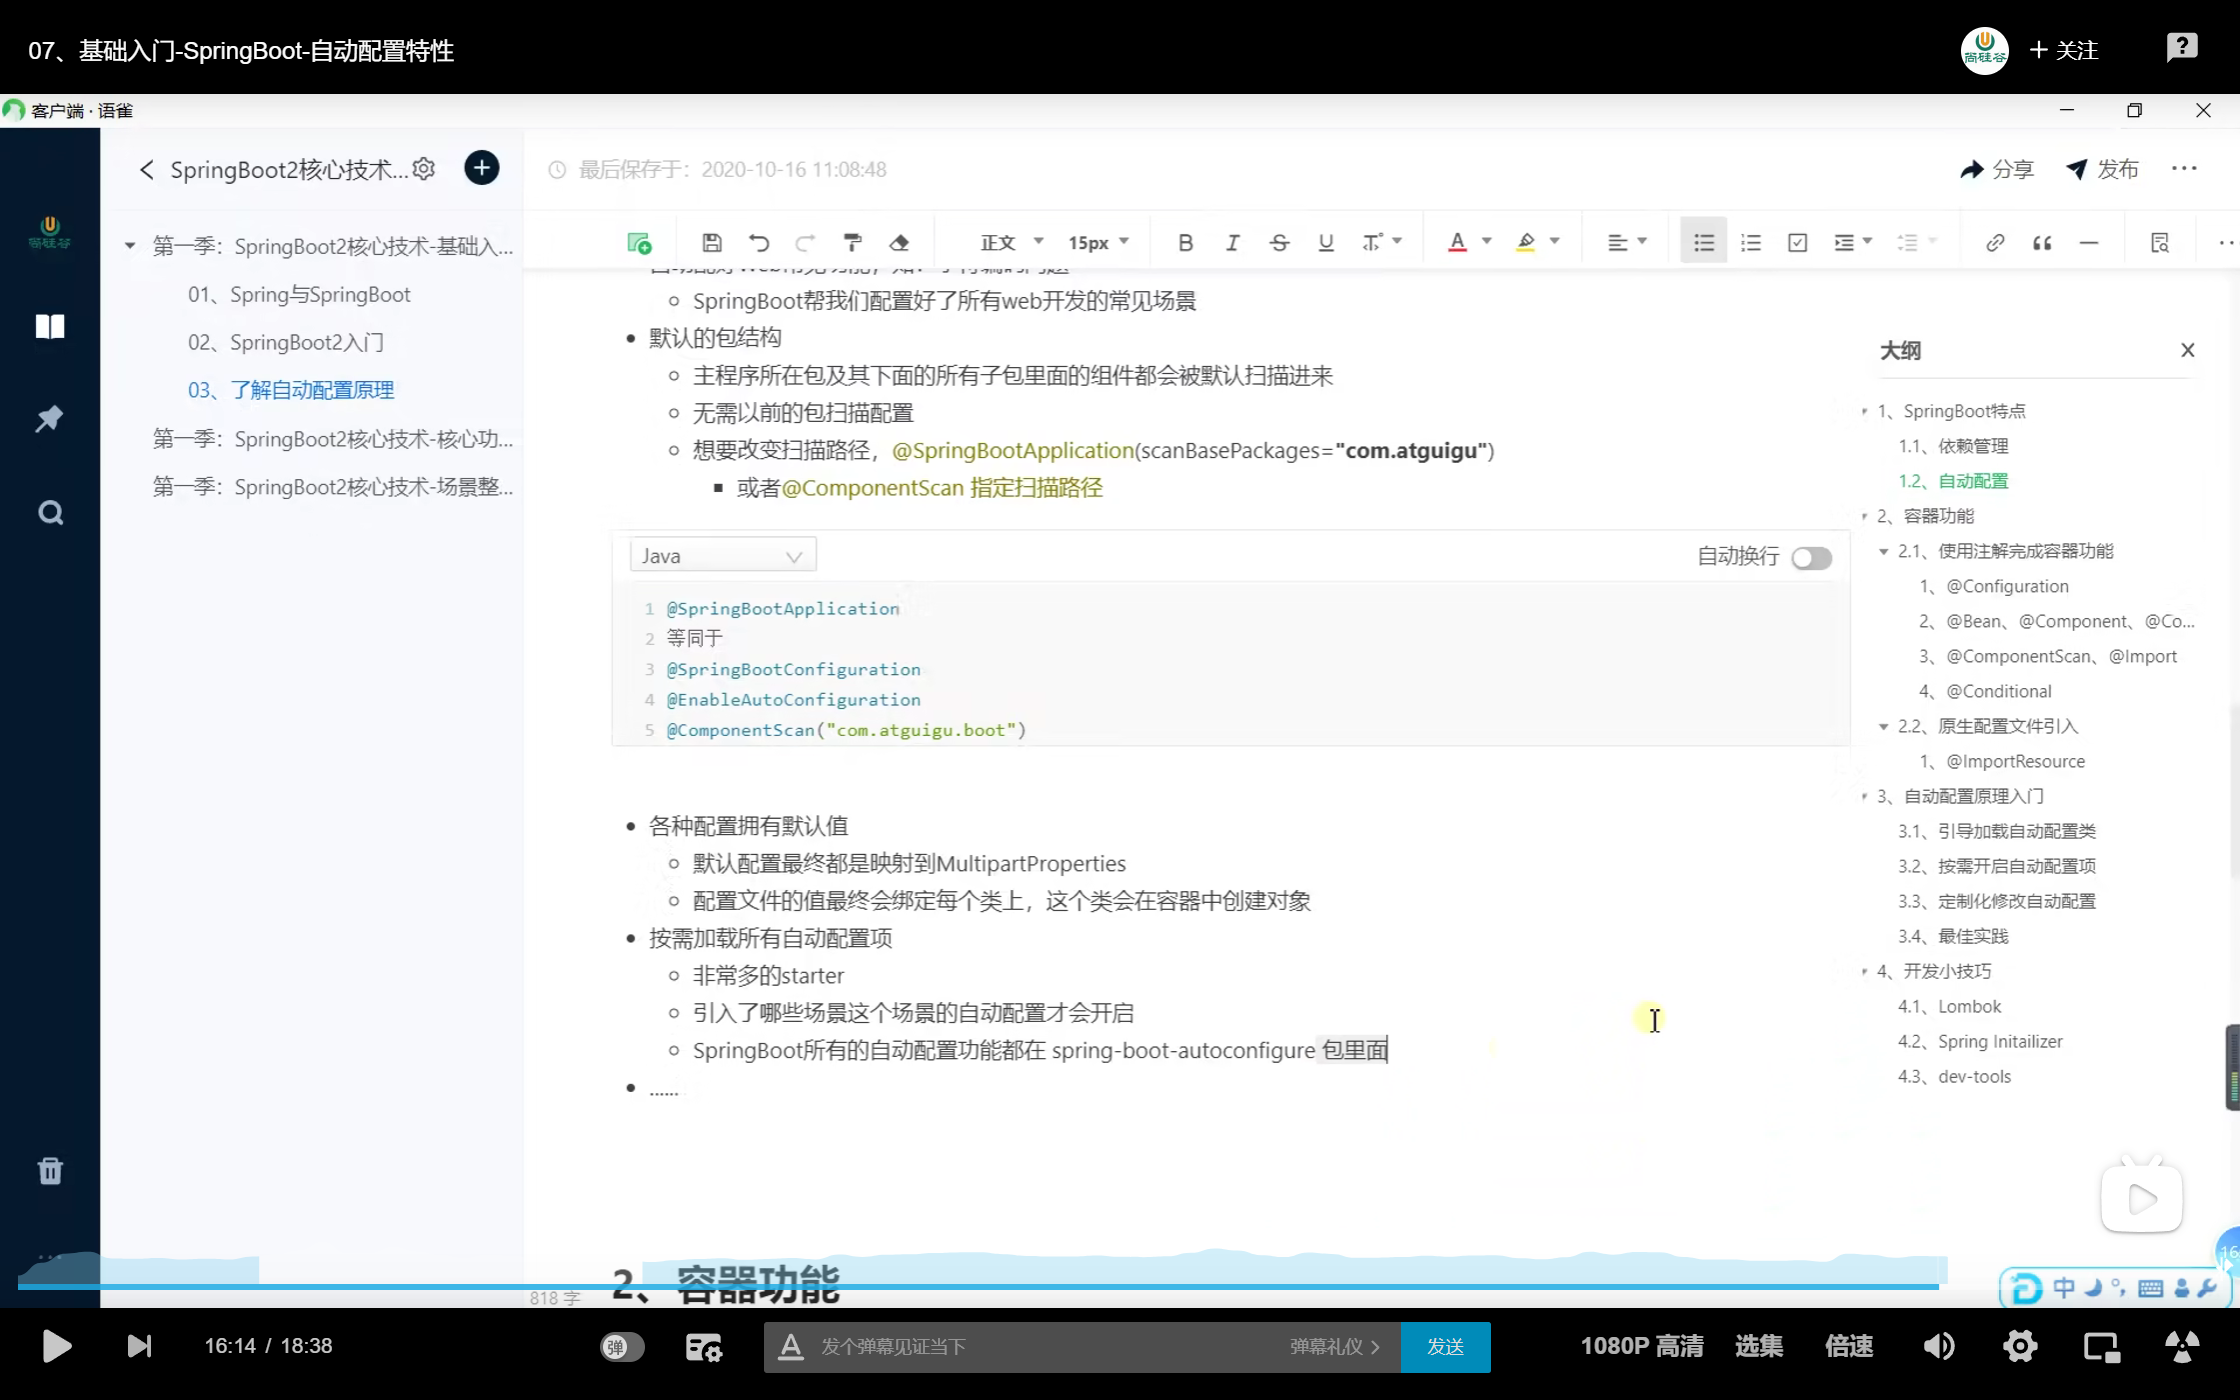 07、基础入门-SpringBoot-自动配置特性
尚硅谷
+ 关注
客户端 · 语雀
SpringBoot2核心技术...
最后保存于：2020-10-16 11:08:48
分享
发布
正文
15px
尚硅谷
第一季：SpringBoot2核心技术-基础入...
01、Spring与SpringBoot
02、SpringBoot2入门
03、了解自动配置原理
第一季：SpringBoot2核心技术-核心功...
第一季：SpringBoot2核心技术-场景整...
SpringBoot帮我们配置好了所有web开发的常见场景
默认的包结构
主程序所在包及其下面的所有子包里面的组件都会被默认扫描进来
无需以前的包扫描配置
想要改变扫描路径，@SpringBootApplication(scanBasePackages="com.atguigu")
或者@ComponentScan 指定扫描路径
Java
自动换行
1 @SpringBootApplication
2 等同于
3 @SpringBootConfiguration
4 @EnableAutoConfiguration
5 @ComponentScan("com.atguigu.boot")
各种配置拥有默认值
默认配置最终都是映射到MultipartProperties
配置文件的值最终会绑定每个类上，这个类会在容器中创建对象
按需加载所有自动配置项
非常多的starter
引入了哪些场景这个场景的自动配置才会开启
SpringBoot所有的自动配置功能都在 spring-boot-autoconfigure 包里面
......
2、容器功能
818 字
大纲
1、SpringBoot特点
1.1、依赖管理
1.2、自动配置
2、容器功能
2.1、使用注解完成容器功能
1、@Configuration
2、@Bean、@Component、@Co...
3、@ComponentScan、@Import
4、@Conditional
2.2、原生配置文件引入
1、@ImportResource
3、自动配置原理入门
3.1、引导加载自动配置类
3.2、按需开启自动配置项
3.3、定制化修改自动配置
3.4、最佳实践
4、开发小技巧
4.1、Lombok
4.2、Spring Initailizer
4.3、dev-tools
16
中
16:14 / 18:38
弹
发个弹幕见证当下
弹幕礼仪 >
发送
1080P 高清
选集
倍速